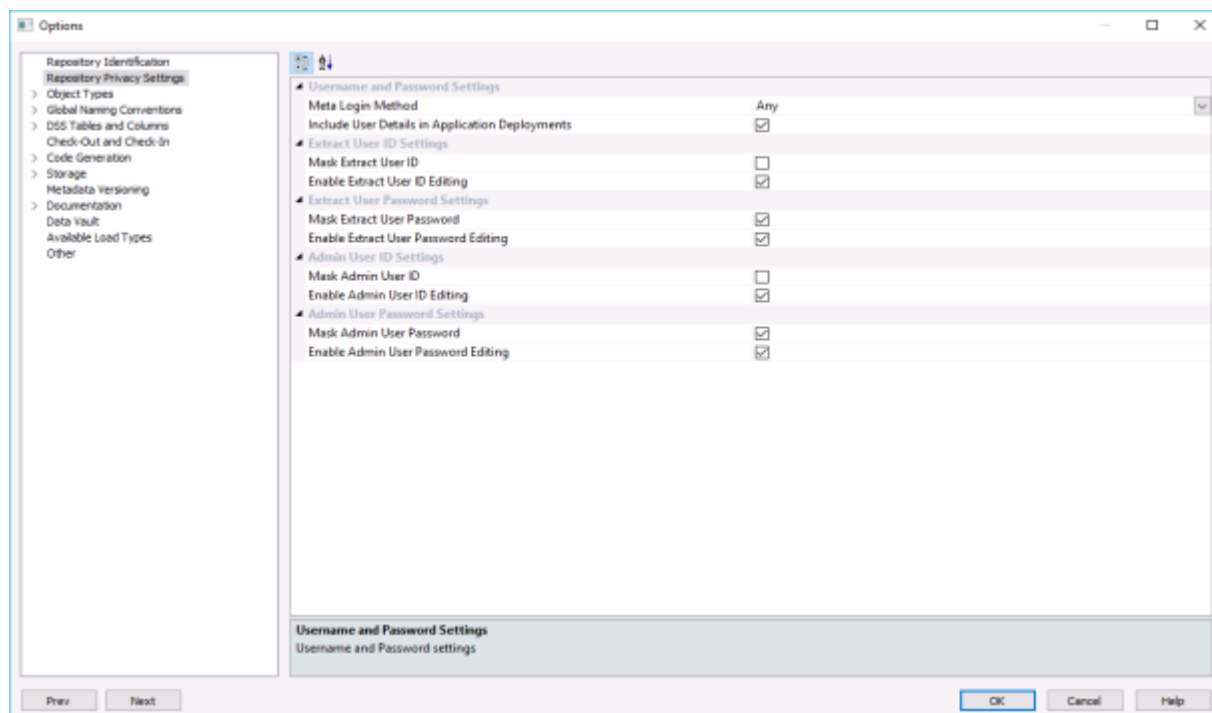 Options
Repository Identification
Repository Privacy Settings
Object Types
Global Naming Conventions
DSS Tables and Columns
Check-Out and Check-In
Code Generation
Storage
Metadata Versioning
Documentation
Data Vault
Available Load Types
Other
Username and Password Settings
Meta Login Method Any
Include User Details in Application Deployments
Extract User ID Settings
Mask Extract User ID
Enable Extract User ID Editing
Extract User Password Settings
Mask Extract User Password
Enable Extract User Password Editing
Admin User ID Settings
Mask Admin User ID
Enable Admin User ID Editing
Admin User Password Settings
Mask Admin User Password
Enable Admin User Password Editing
Username and Password Settings
Username and Password settings
Prev Next OK Cancel Help